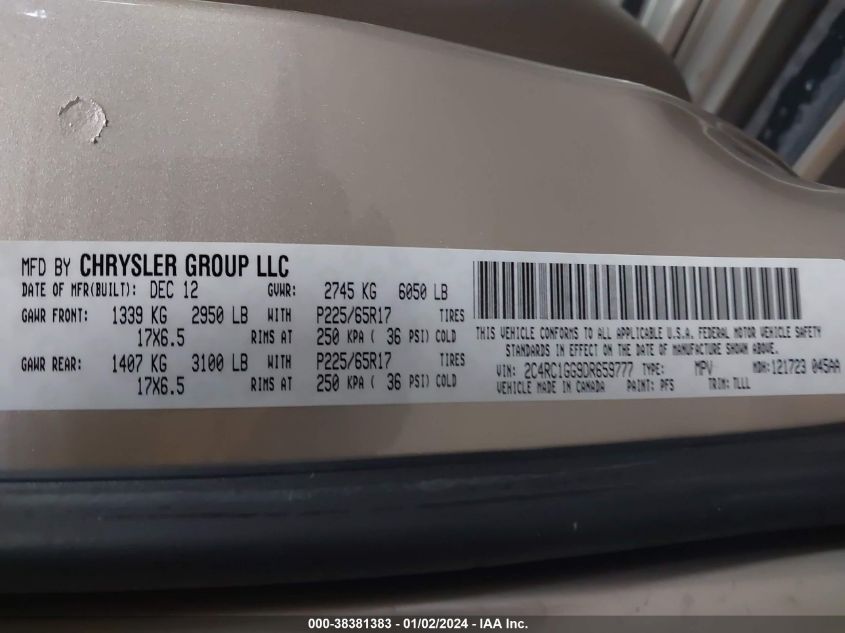 MFD BY CHRYSLER GROUP LLC
DATE OF MFR(BUILT): DEC 12 GVWR: 2745 KG 6050 LB
GAWR FRONT: 1339 KG 2950 LB WITH P225/65R17 TIRES
17X6.5 RIMS AT 250 KPA ( 36 PSI) COLD
GAWR REAR: 1407 KG 3100 LB WITH P225/65R17 TIRES
17X6.5 RIMS AT 250 KPA ( 36 PSI) COLD
THIS VEHICLE CONFORMS TO ALL APPLICABLE U.S.A. FEDERAL MOTOR VEHICLE SAFETY
STANDARDS IN EFFECT ON THE DATE OF MANUFACTURE SHOWN ABOVE.
VIN: 2C4RC1GG9DR659777 TYPE: MPV MDH: 121723 045AA
VEHICLE MADE IN CANADA PAINT: PFS TRIM: TLLL
000-38381383 - 01/02/2024 - IAA Inc.